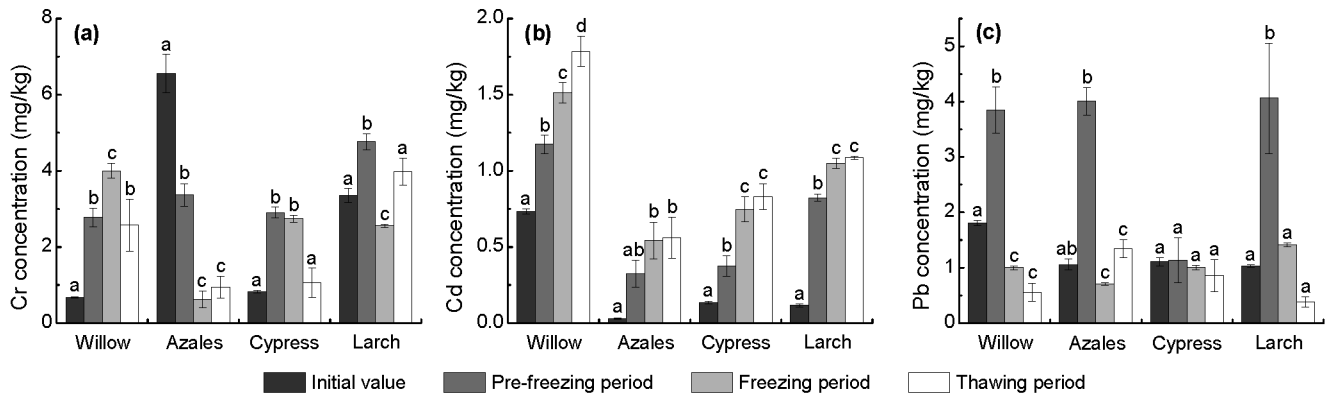 (a)
Cr concentration (mg/kg)
8
6
4
2
0
a b c b
a b c c
a b b a
a b c a
Willow Azales Cypress Larch
(b)
Cd concentration (mg/kg)
2.0
1.5
1.0
0.5
0.0
a b c d
a ab b b
a b c c
a b c c
Willow Azales Cypress Larch
(c)
Pb concentration (mg/kg)
5
4
3
2
1
0
a b c c
ab b c c
a a a a
a b a a
Willow Azales Cypress Larch
Initial value Pre-freezing period Freezing period Thawing period